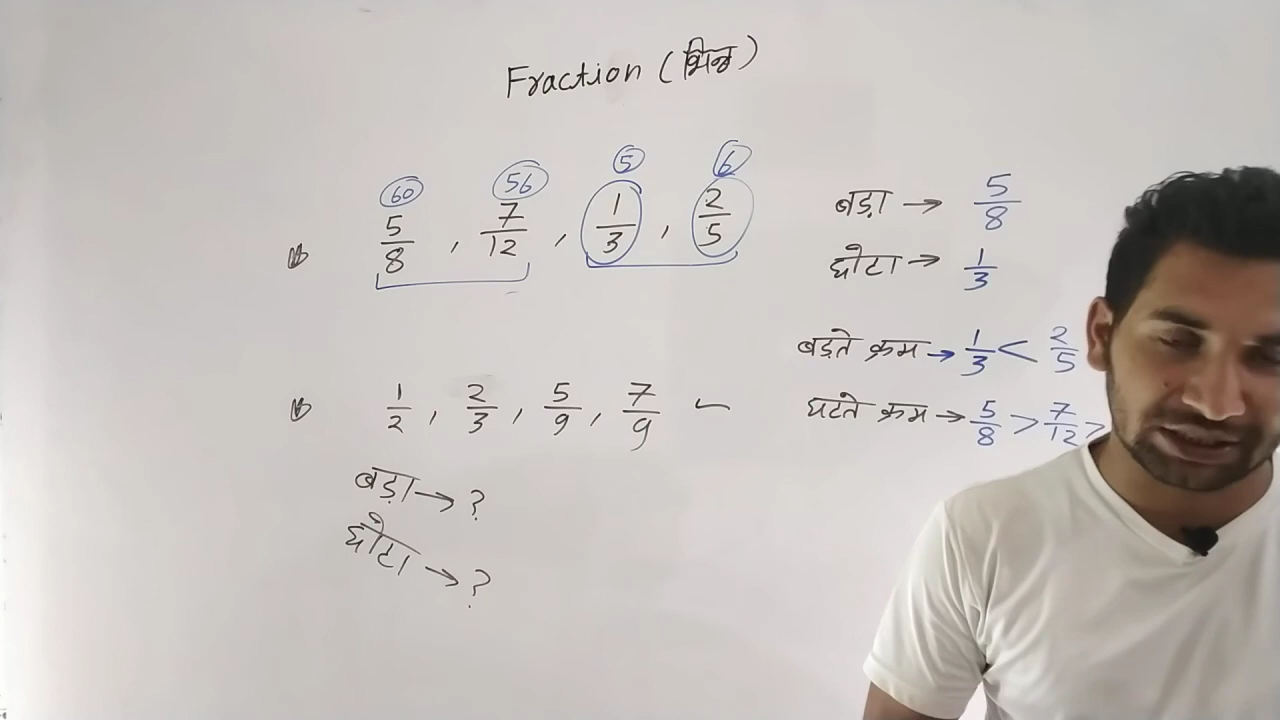 Fraction (भिन्न)
60 56 5 6
5/8 , 7/12 , 1/3 , 2/5
बड़ा → 5/8
छोटा → 1/3
बड़ते क्रम → 1/3 < 2/5
घटते क्रम → 5/8 > 7/12 >
1/2 , 2/3 , 5/9 , 7/9
बड़ा → ?
छोटा → ?